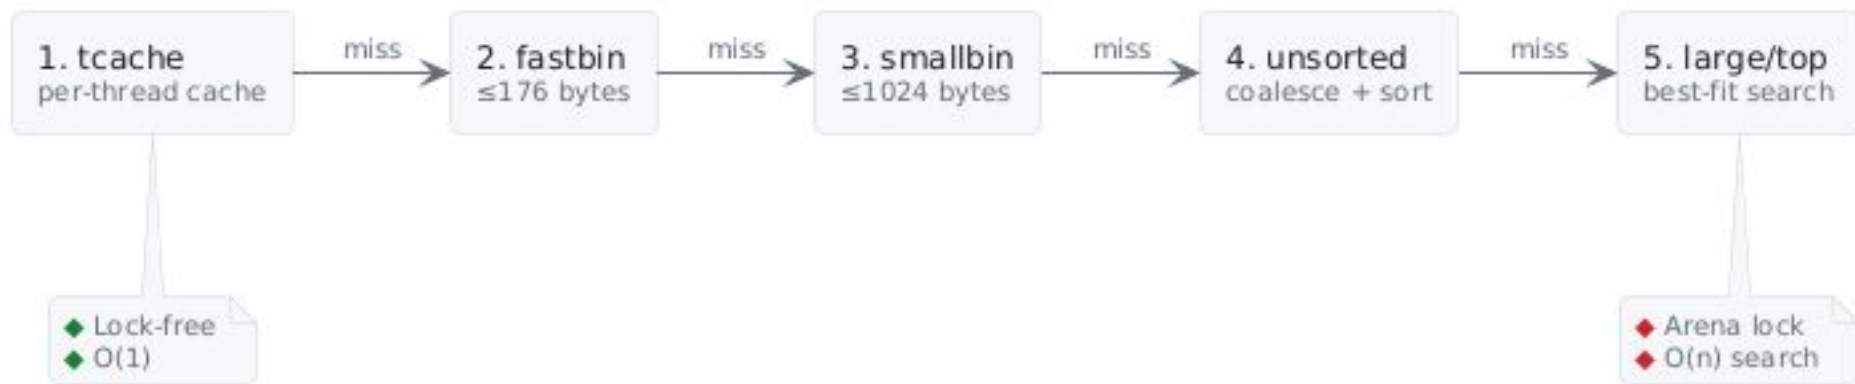 1. tcache
per-thread cache
miss
2. fastbin
≤176 bytes
miss
3. smallbin
≤1024 bytes
miss
4. unsorted
coalesce + sort
miss
5. large/top
best-fit search
◆ Lock-free
◆ O(1)
◆ Arena lock
◆ O(n) search